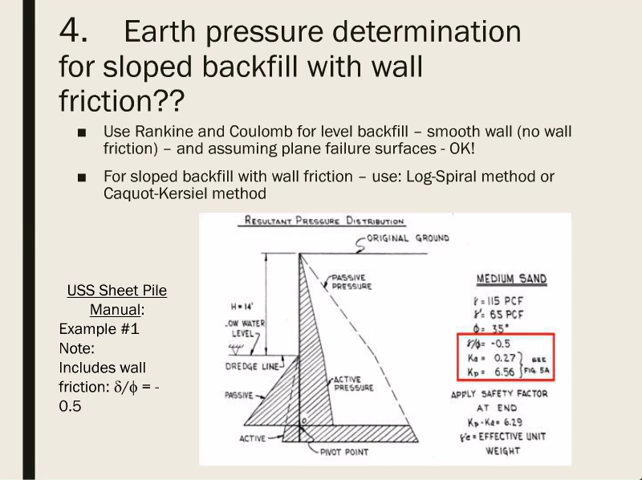 4. Earth pressure determination
for sloped backfill with wall
friction??
■ Use Rankine and Coulomb for level backfill – smooth wall (no wall
friction) – and assuming plane failure surfaces - OK!
■ For sloped backfill with wall friction – use: Log-Spiral method or
Caquot-Kersiel method
USS Sheet Pile
Manual:
Example #1
Note:
Includes wall
friction: δ/φ = -
0.5
RESULTANT PRESSURE DISTRIBUTION
ORIGINAL GROUND
PASSIVE
PRESSURE
H = 14'
LOW WATER
LEVEL
DREDGE LINE
PASSIVE
ACTIVE
PRESSURE
ACTIVE
PIVOT POINT
MEDIUM SAND
γ = 115 PCF
γ' = 65 PCF
φ = 35°
= -0.5
Ka = 0.27
Kp = 6.56
SEE
FIG. 5A
APPLY SAFETY FACTOR
AT END
Kp - Ka = 6.29
γe = EFFECTIVE UNIT
WEIGHT